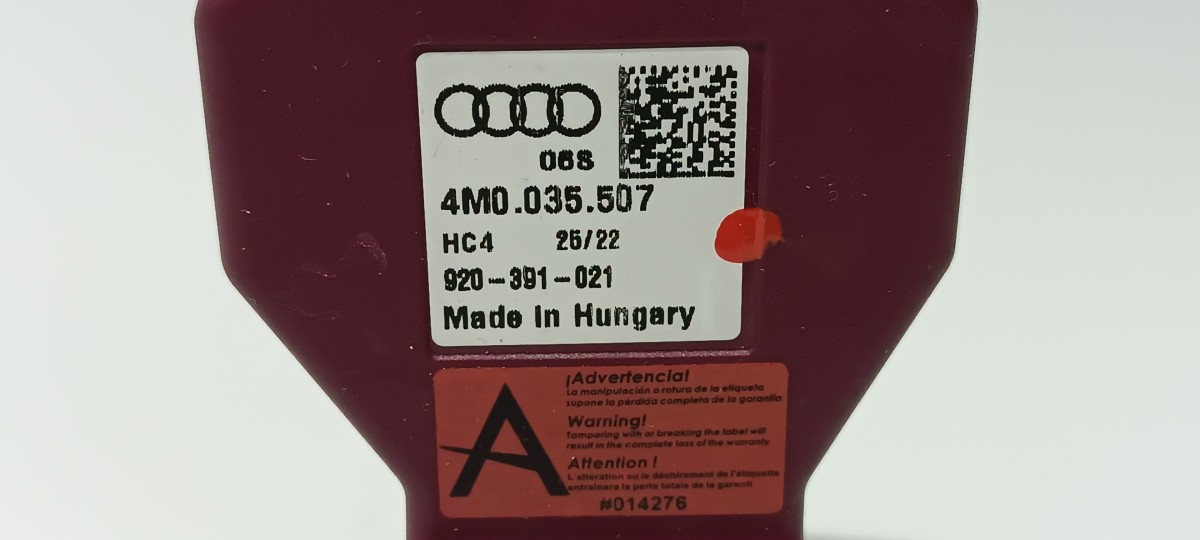 06S
4M0.035.507
HC4 25/22
920-391-021
Made in Hungary
A
¡Advertencia!
La manipulación o rotura de la etiqueta
supone la pérdida completa de la garantía
Warning!
Tampering with or breaking the label will
result in the complete loss of the warranty
Attention !
L'altération ou le déchirement de l'étiquette
entrainara la perte totale de la garanti
#014276